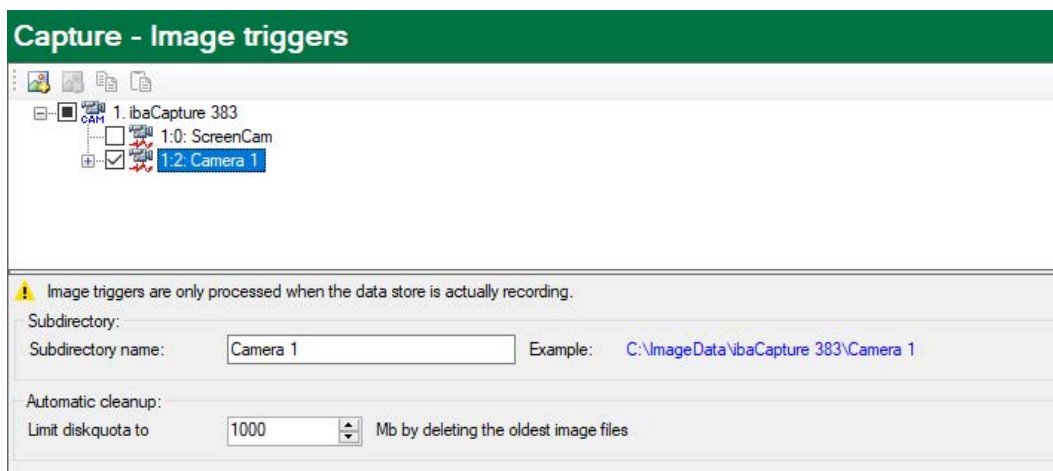 Capture - Image triggers
CAM 1. ibaCapture 383
1:0: ScreenCam
1:2: Camera 1
Image triggers are only processed when the data store is actually recording.
Subdirectory:
Subdirectory name: Camera 1 Example: C:\ImageData\ibaCapture 383\Camera 1
Automatic cleanup:
Limit diskquota to 1000 Mb by deleting the oldest image files